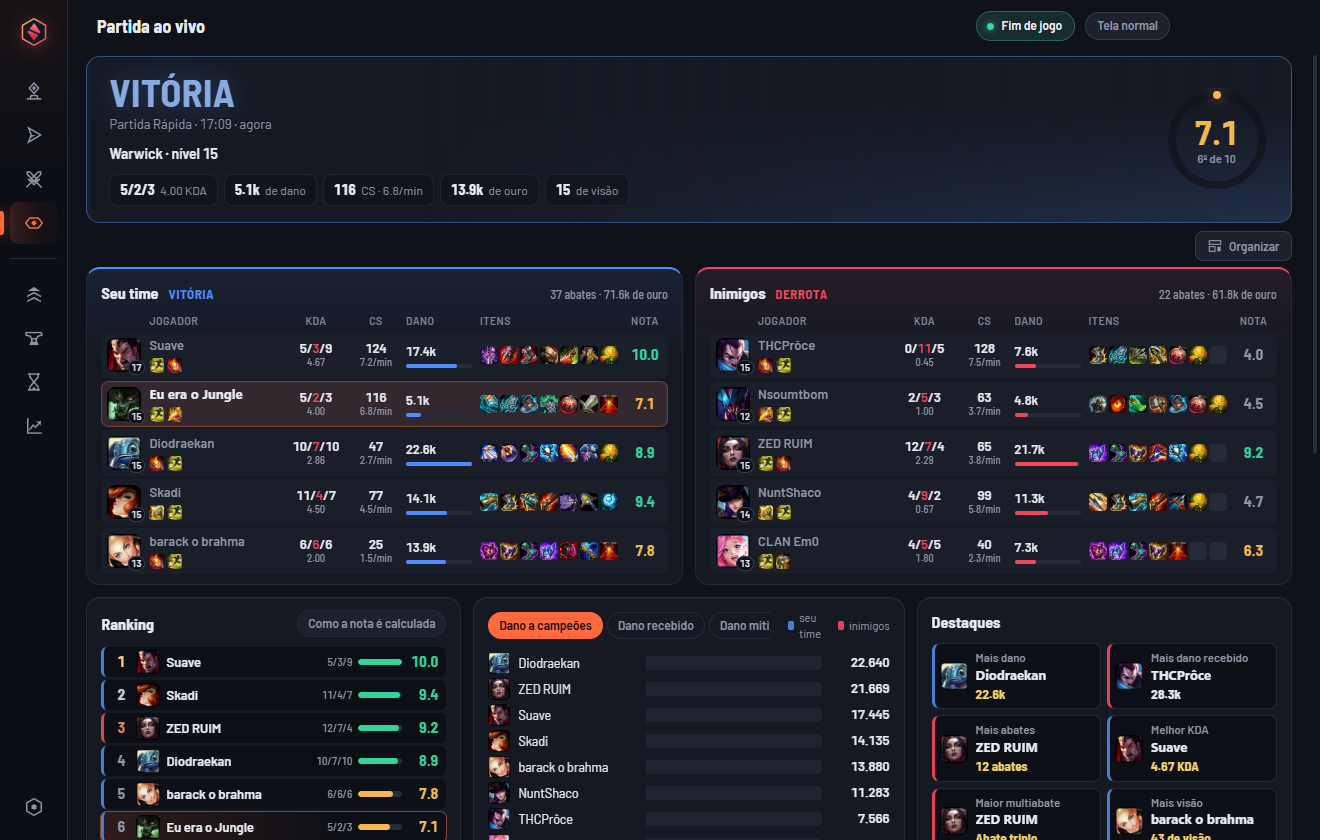 Partida ao vivo
Fim de jogo
Tela normal
VITÓRIA
Partida Rápida · 17:09 · agora
Warwick · nível 15
5/2/3 4.00 KDA
5.1k de dano
116 CS · 6.8/min
13.9k de ouro
15 de visão
7.1
6º de 10
Organizar
Seu time VITÓRIA
37 abates · 71.6k de ouro
JOGADOR KDA CS DANO ITENS NOTA
Suave 5/3/9 124 17.4k 10.0
17 4.67 7.2/min
Eu era o Jungle 5/2/3 116 5.1k 7.1
15 4.00 6.8/min
Diodraekan 10/7/10 47 22.6k 8.9
15 2.86 2.7/min
Skadi 11/4/7 77 14.1k 9.4
15 4.50 4.5/min
barack o brahma 6/6/6 25 13.9k 7.8
13 2.00 1.5/min
Inimigos DERROTA
22 abates · 61.8k de ouro
JOGADOR KDA CS DANO ITENS NOTA
THCPrôce 0/11/5 128 7.6k 4.0
15 0.45 7.5/min
Nsoumtbom 2/5/3 63 4.8k 4.5
12 1.00 3.7/min
ZED RUIM 12/7/4 65 21.7k 9.2
15 2.29 3.8/min
NuntShaco 4/9/2 99 11.3k 4.7
14 0.67 5.8/min
CLAN Em0 4/5/5 40 7.3k 6.3
13 1.80 2.3/min
Ranking
Como a nota é calculada
1 Suave 5/3/9 10.0
2 Skadi 11/4/7 9.4
3 ZED RUIM 12/7/4 9.2
4 Diodraekan 10/7/10 8.9
5 barack o brahma 6/6/6 7.8
6 Eu era o Jungle 5/2/3 7.1
Dano a campeões
Dano recebido
Dano miti
seu time
inimigos
Diodraekan 22.640
ZED RUIM 21.669
Suave 17.445
Skadi 14.135
barack o brahma 13.880
NuntShaco 11.283
THCPrôce 7.566
Destaques
Mais dano
Diodraekan
22.6k
Mais dano recebido
THCPrôce
28.3k
Mais abates
ZED RUIM
12 abates
Melhor KDA
Suave
4.67 KDA
Maior multiabate
ZED RUIM
Abate triplo
Mais visão
barack o brahma
43 de visão